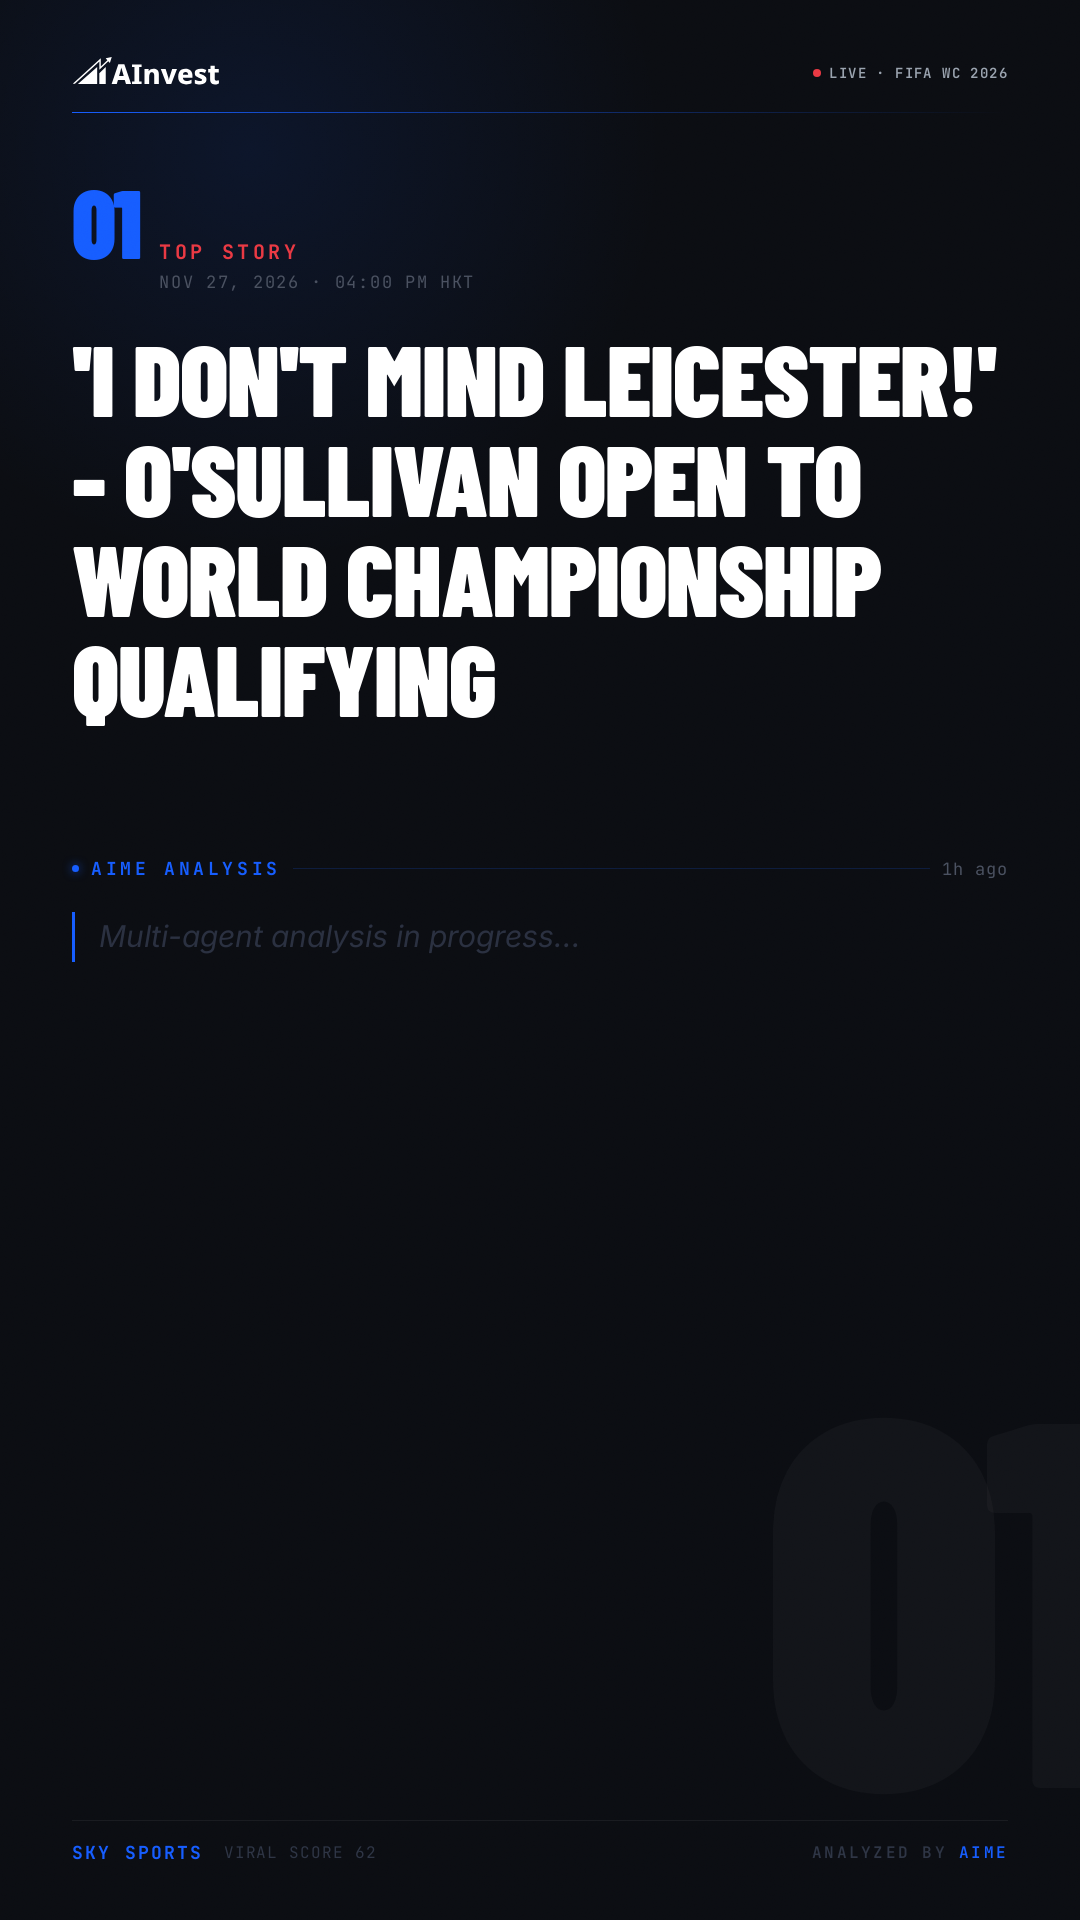 AInvest
LIVE · FIFA WC 2026
01
TOP STORY
NOV 27, 2026 · 04:00 PM HKT
'I DON'T MIND LEICESTER!'
– O'SULLIVAN OPEN TO
WORLD CHAMPIONSHIP
QUALIFYING
AIME ANALYSIS
1h ago
Multi-agent analysis in progress...
01
SKY SPORTS
VIRAL SCORE 62
ANALYZED BY AIME